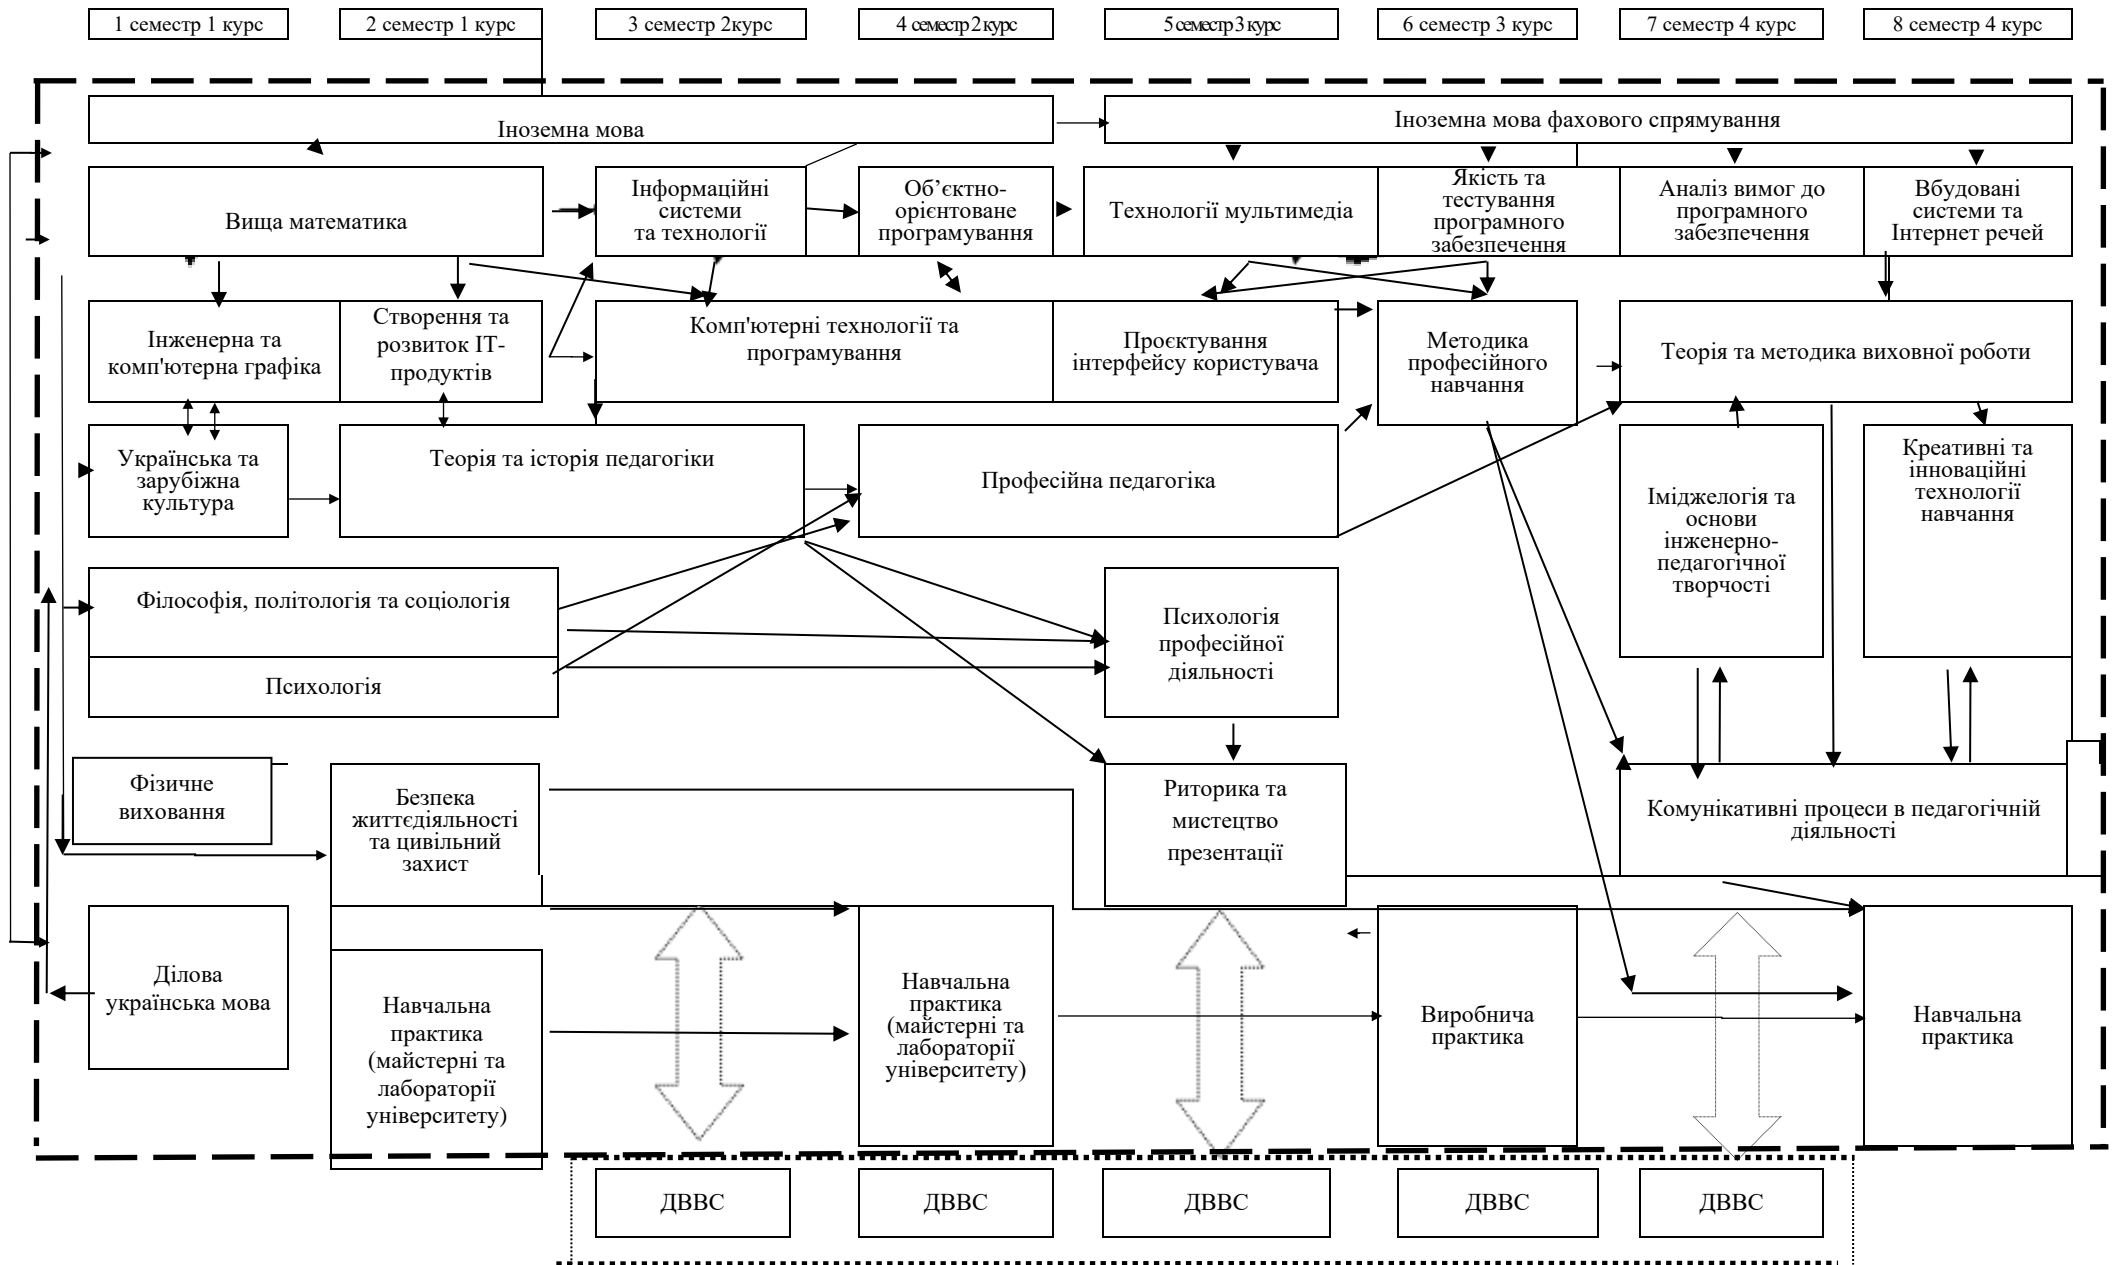 1 семестр 1 курс
2 семестр 1 курс
3 семестр 2курс
4 семестр 2 курс
5 семестр 3 курс
6 семестр 3 курс
7 семестр 4 курс
8 семестр 4 курс
Іноземна мова
Іноземна мова фахового спрямування
Вища математика
Інформаційні
системи
та технології
Об’єктно-
орієнтоване
програмування
Технології мультимедіа
Якість та
тестування
програмного
забезпечення
Аналіз вимог до
програмного
забезпечення
Вбудовані
системи та
Інтернет речей
Інженерна та
комп'ютерна графіка
Створення та
розвиток ІТ-
продуктів
Комп'ютерні технології та
програмування
Проєктування
інтерфейсу користувача
Методика
професійного
навчання
Теорія та методика виховної роботи
Українська та
зарубіжна
культура
Теорія та історія педагогіки
Професійна педагогіка
Іміджелогія та
основи
інженерно-
педагогічної
творчості
Креативні та
інноваційні
технології
навчання
Філософія, політологія та соціологія
Психологія
Психологія
професійної
діяльності
Фізичне
виховання
Безпека
життєдіяльності
та цивільний
захист
Риторика та
мистецтво
презентації
Комунікативні процеси в педагогічній
діяльності
Ділова
українська мова
Навчальна
практика
(майстерні та
лабораторії
університету)
Навчальна
практика
(майстерні та
лабораторії
університету)
Виробнича
практика
Навчальна
практика
ДВВС
ДВВС
ДВВС
ДВВС
ДВВС